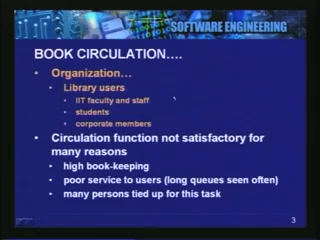 SOFTWARE ENGINEERING
BOOK CIRCULATION….
• Organization…
• Library users
• IIT faculty and staff
• students
• corporate members
• Circulation function not satisfactory for
many reasons
• high book-keeping
• poor service to users (long queues seen often)
• many persons tied up for this task
3